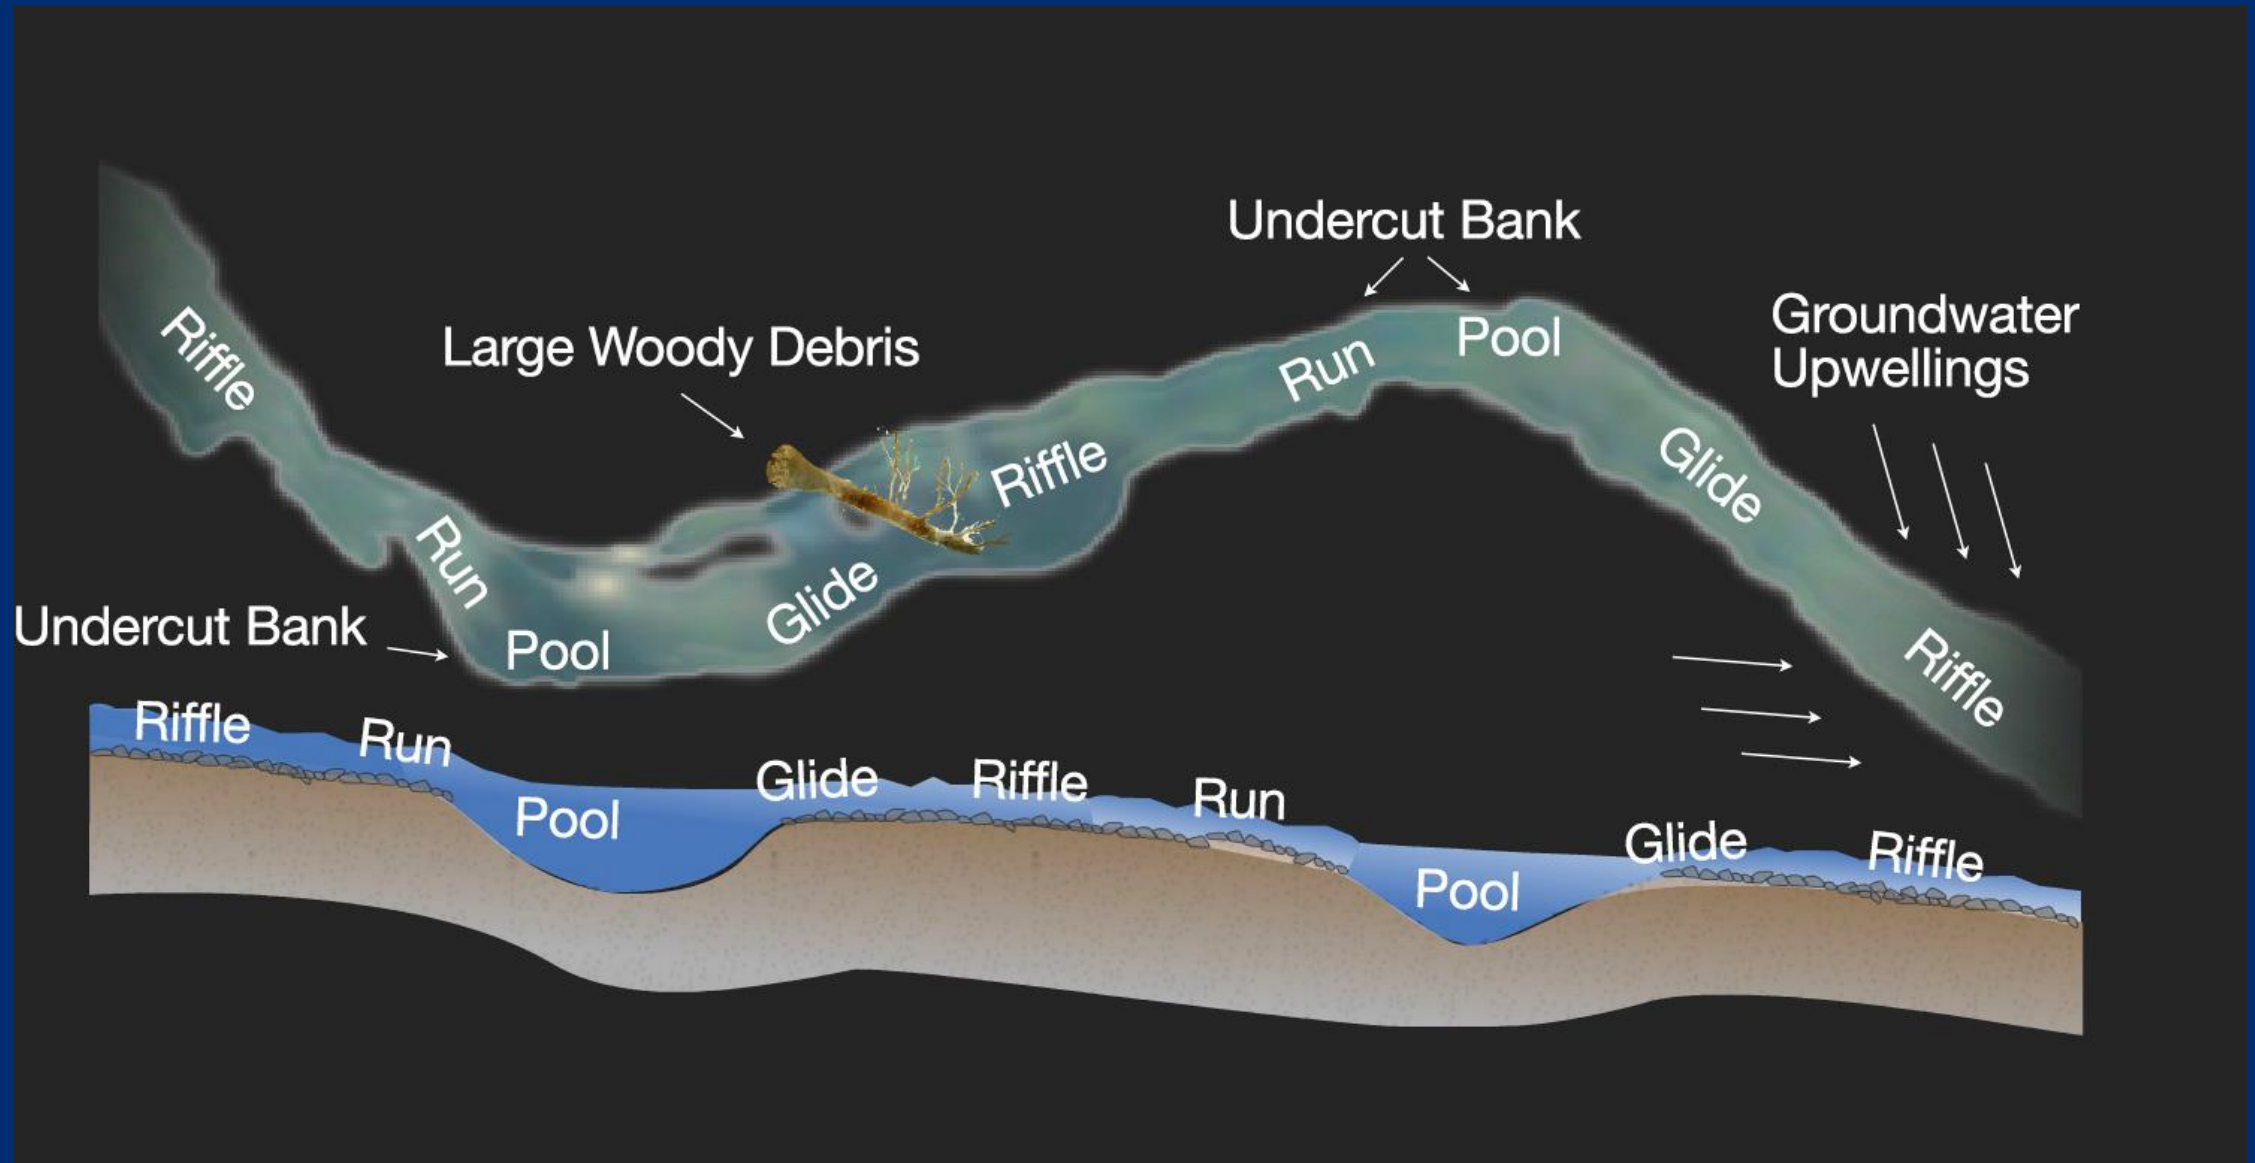 Undercut Bank
Groundwater
Upwellings
Large Woody Debris
Riffle
Run
Pool
Glide
Riffle
Run
Pool
Glide
Riffle
Undercut Bank
Riffle
Run
Pool
Glide
Riffle
Run
Pool
Glide
Riffle